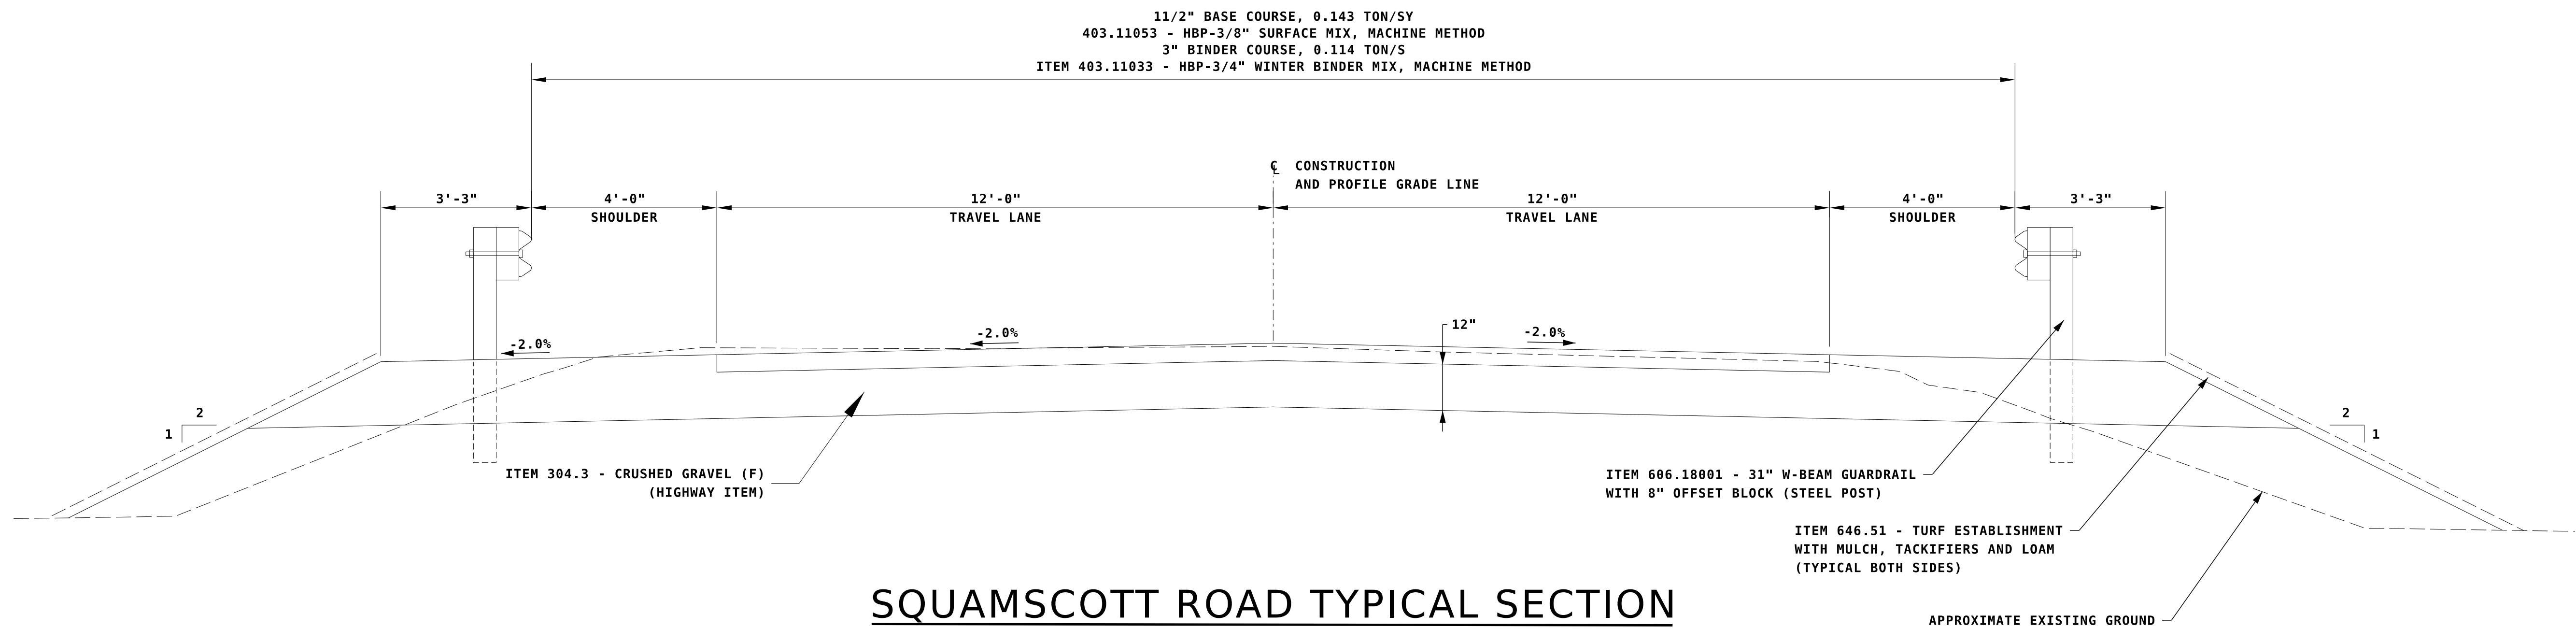 11/2" BASE COURSE, 0.143 TON/SY
403.11053 - HBP-3/8" SURFACE MIX, MACHINE METHOD
3" BINDER COURSE, 0.114 TON/S
ITEM 403.11033 - HBP-3/4" WINTER BINDER MIX, MACHINE METHOD
℄ CONSTRUCTION
AND PROFILE GRADE LINE
3'-3"
4'-0"
SHOULDER
12'-0"
TRAVEL LANE
12'-0"
TRAVEL LANE
4'-0"
SHOULDER
3'-3"
-2.0%
-2.0%
12"
-2.0%
2
1
2
1
ITEM 304.3 - CRUSHED GRAVEL (F)
(HIGHWAY ITEM)
ITEM 606.18001 - 31" W-BEAM GUARDRAIL
WITH 8" OFFSET BLOCK (STEEL POST)
ITEM 646.51 - TURF ESTABLISHMENT
WITH MULCH, TACKIFIERS AND LOAM
(TYPICAL BOTH SIDES)
APPROXIMATE EXISTING GROUND
SQUAMSCOTT ROAD TYPICAL SECTION